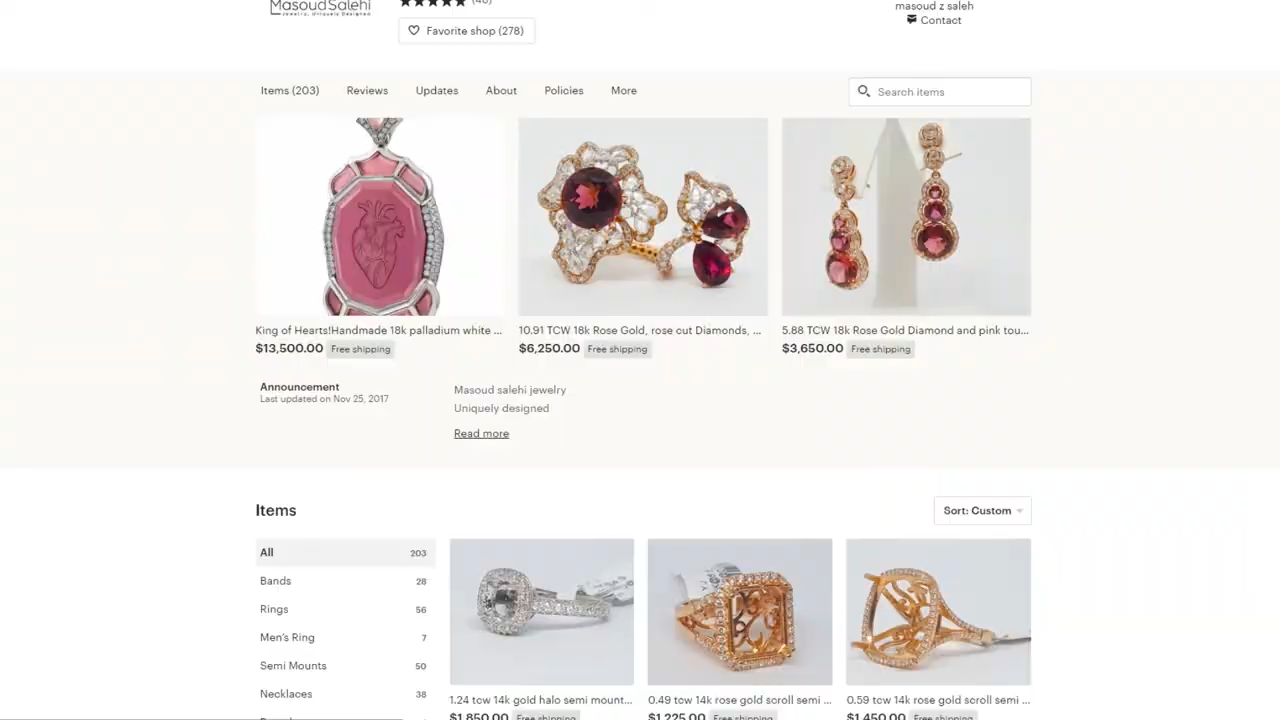 MasoudSalehi
Jewelry, Uniquely Designed
(40)
Favorite shop (278)
masoud z saleh
Contact
Items (203)
Reviews
Updates
About
Policies
More
Search items
King of Hearts!Handmade 18k palladium white ...
$13,500.00 Free shipping
10.91 TCW 18k Rose Gold, rose cut Diamonds, ...
$6,250.00 Free shipping
5.88 TCW 18k Rose Gold Diamond and pink tou...
$3,650.00 Free shipping
Announcement
Last updated on Nov 25, 2017
Masoud salehi jewelry
Uniquely designed
Read more
Items
Sort: Custom
All 203
Bands 28
Rings 56
Men's Ring 7
Semi Mounts 50
Necklaces 38
1.24 tcw 14k gold halo semi mount...
$1,850.00 Free shipping
0.49 tcw 14k rose gold scroll semi ...
$1,225.00 Free shipping
0.59 tcw 14k rose gold scroll semi ...
$1,450.00 Free shipping